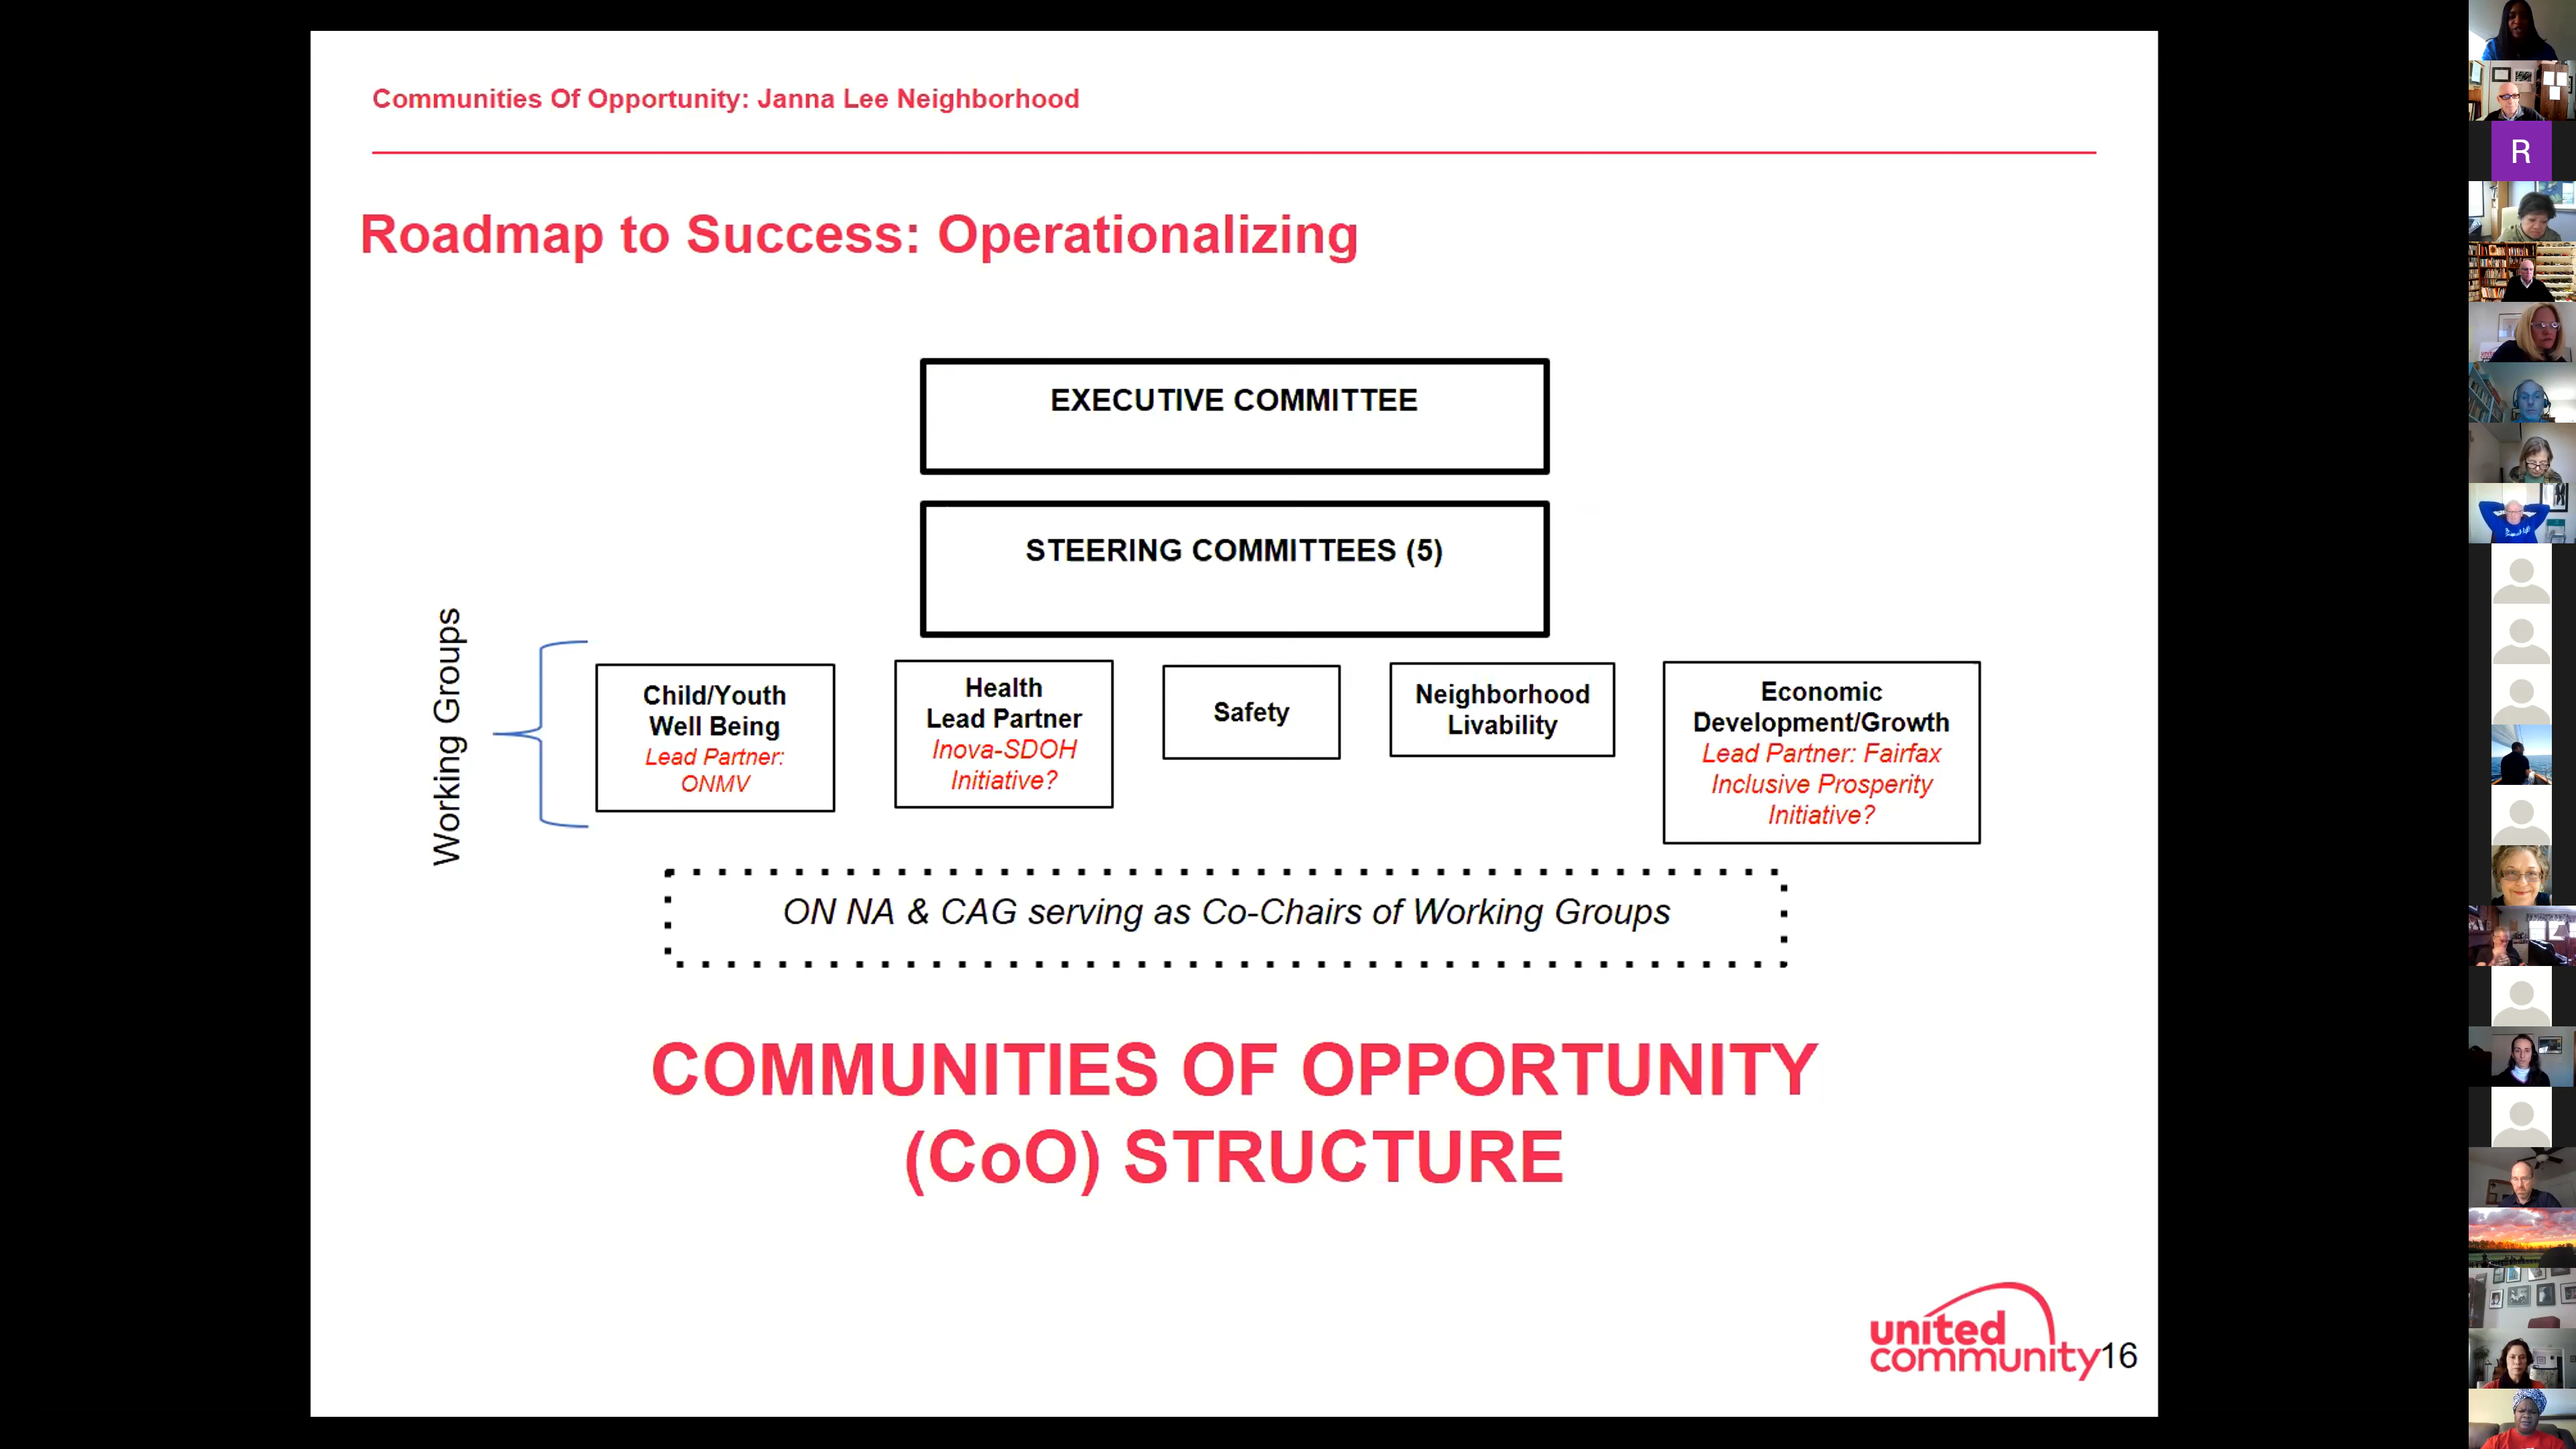 Communities Of Opportunity: Janna Lee Neighborhood
R
Roadmap to Success: Operationalizing
EXECUTIVE COMMITTEE
STEERING COMMITTEES (5)
Working Groups
Child/Youth
Well Being
Lead Partner:
ONMV
Health
Lead Partner
Inova-SDOH
Initiative?
Safety
Neighborhood
Livability
Economic
Development/Growth
Lead Partner: Fairfax
Inclusive Prosperity
Initiative?
ON NA & CAG serving as Co-Chairs of Working Groups
COMMUNITIES OF OPPORTUNITY
(CoO) STRUCTURE
united
community
16